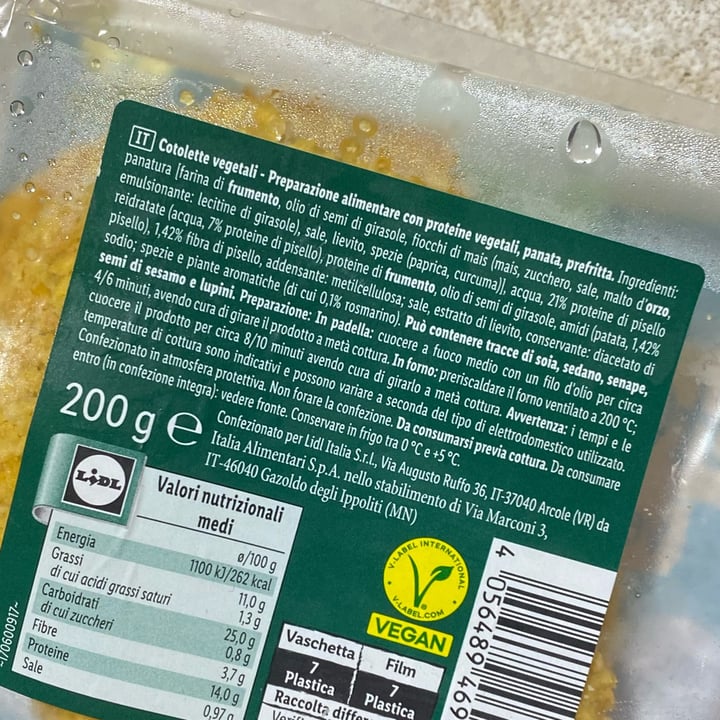 IT Cotolette vegetali - Preparazione alimentare con proteine vegetali, panata, prefritta. Ingredienti:
panatura [farina di frumento, olio di semi di girasole, fiocchi di mais (mais, zucchero, sale, malto d'orzo,
emulsionante: lecitine di girasole), sale, lievito, spezie (paprica, curcuma)], acqua, 21% proteine di pisello
reidratate (acqua, 7% proteine di pisello), proteine di frumento, olio di semi di girasole, amidi (patata, 1,42%
pisello), 1,42% fibra di pisello, addensante: metilcellulosa; sale, estratto di lievito, conservante: diacetato di
sodio; spezie e piante aromatiche (di cui 0,1% rosmarino). Può contenere tracce di soia, sedano, senape,
semi di sesamo e lupini. Preparazione: In padella: cuocere a fuoco medio con un filo d'olio per circa
4/6 minuti, avendo cura di girare il prodotto a metà cottura. In forno: preriscaldare il forno ventilato a 200 °C;
cuocere il prodotto per circa 8/10 minuti avendo cura di girarlo a metà cottura. Avvertenza: i tempi e le
temperature di cottura sono indicativi e possono variare a seconda del tipo di elettrodomestico utilizzato.
Confezionato in atmosfera protettiva. Non forare la confezione. Da consumarsi previa cottura. Da consumare
entro (in confezione integra): vedere fronte. Conservare in frigo tra 0 °C e +5 °C.
200 g e
Confezionato per Lidl Italia S.r.l., Via Augusto Ruffo 36, IT-37040 Arcole (VR) da
Italia Alimentari S.p.A. nello stabilimento di Via Marconi 3,
IT-46040 Gazoldo degli Ippoliti (MN)
LIDL
Valori nutrizionali
medi
ø/100 g
Energia 1100 kJ/262 kcal
Grassi 11,0 g
di cui acidi grassi saturi 1,3 g
Carboidrati 25,0 g
di cui zuccheri 0,8 g
Fibre 3,7 g
Proteine 14,0 g
Sale 0,97 g
V-LABEL INTERNATIONAL
V-LABEL.COM
VEGAN
Vaschetta Film
7 7
Plastica Plastica
Raccolta differ
4 056489 469
-170600917-